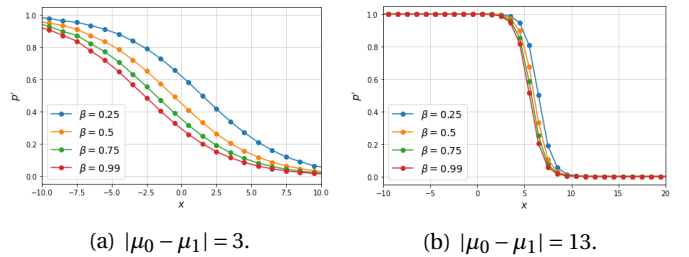 1.0
0.8
0.6
0.4
0.2
0.0
p'
β = 0.25
β = 0.5
β = 0.75
β = 0.99
−10.0 −7.5 −5.0 −2.5 0.0 2.5 5.0 7.5 10.0
x
(a) |μ₀ − μ₁| = 3.
1.0
0.8
0.6
0.4
0.2
0.0
p'
β = 0.25
β = 0.5
β = 0.75
β = 0.99
−10 −5 0 5 10 15 20
x
(b) |μ₀ − μ₁| = 13.